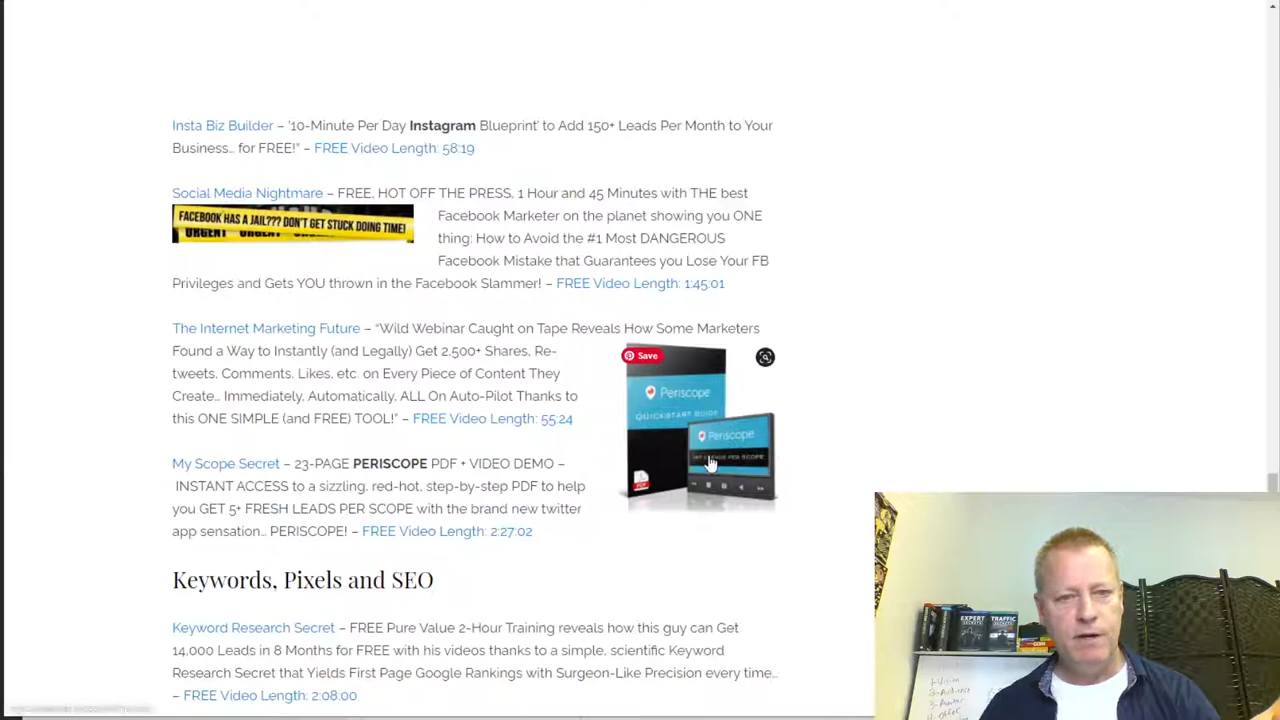 Insta Biz Builder – '10-Minute Per Day Instagram Blueprint' to Add 150+ Leads Per Month to Your
Business… for FREE!" – FREE Video Length: 58:19
Social Media Nightmare – FREE, HOT OFF THE PRESS, 1 Hour and 45 Minutes with THE best
FACEBOOK HAS A JAIL??? DON'T GET STUCK DOING TIME!
URGENT
Facebook Marketer on the planet showing you ONE
thing: How to Avoid the #1 Most DANGEROUS
Facebook Mistake that Guarantees you Lose Your FB
Privileges and Gets YOU thrown in the Facebook Slammer! – FREE Video Length: 1:45:01
The Internet Marketing Future – "Wild Webinar Caught on Tape Reveals How Some Marketers
Found a Way to Instantly (and Legally) Get 2,500+ Shares, Re-
tweets, Comments, Likes, etc. on Every Piece of Content They
Create… Immediately, Automatically, ALL On Auto-Pilot Thanks to
this ONE SIMPLE (and FREE) TOOL!" – FREE Video Length: 55:24
Save
Periscope
QUICKSTART GUIDE
Periscope
PDF
My Scope Secret – 23-PAGE PERISCOPE PDF + VIDEO DEMO –
INSTANT ACCESS to a sizzling, red-hot, step-by-step PDF to help
you GET 5+ FRESH LEADS PER SCOPE with the brand new twitter
app sensation… PERISCOPE! – FREE Video Length: 2:27:02
Keywords, Pixels and SEO
Keyword Research Secret – FREE Pure Value 2-Hour Training reveals how this guy can Get
14,000 Leads in 8 Months for FREE with his videos thanks to a simple, scientific Keyword
Research Secret that Yields First Page Google Rankings with Surgeon-Like Precision every time…
– FREE Video Length: 2:08:00
EXPERT
SECRETS
TRAFFIC
SECRETS